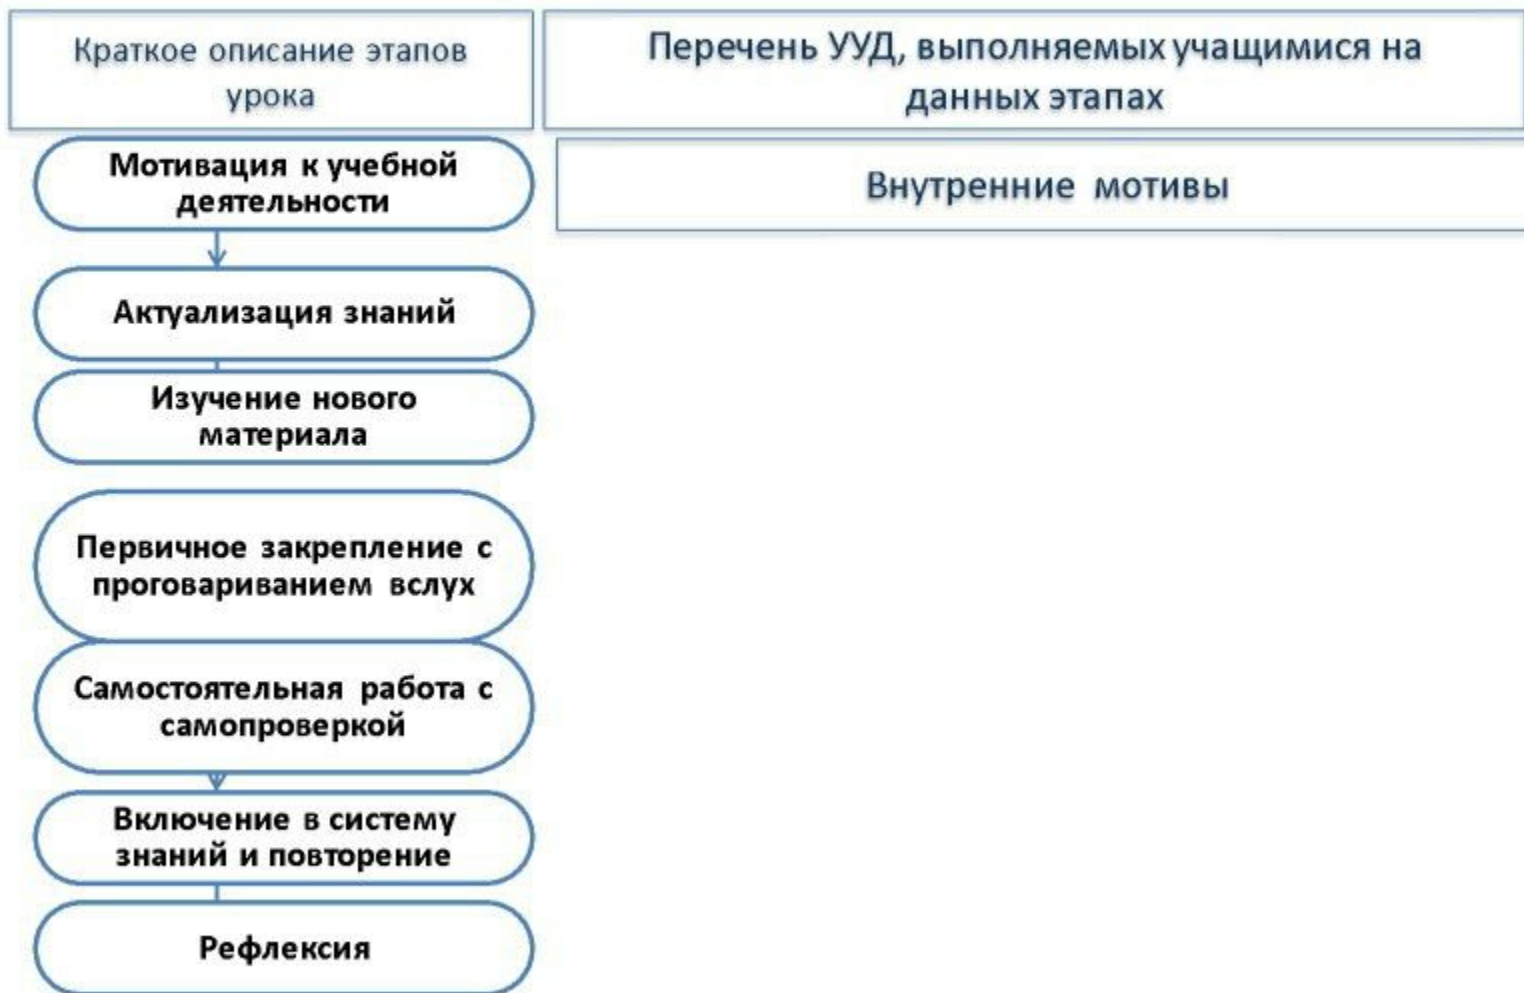 Краткое описание этапов
урока
Перечень УУД, выполняемых учащимися на
данных этапах
Мотивация к учебной
деятельности
Внутренние мотивы
Актуализация знаний
Изучение нового
материала
Первичное закрепление с
проговариванием вслух
Самостоятельная работа с
самопроверкой
Включение в систему
знаний и повторение
Рефлексия